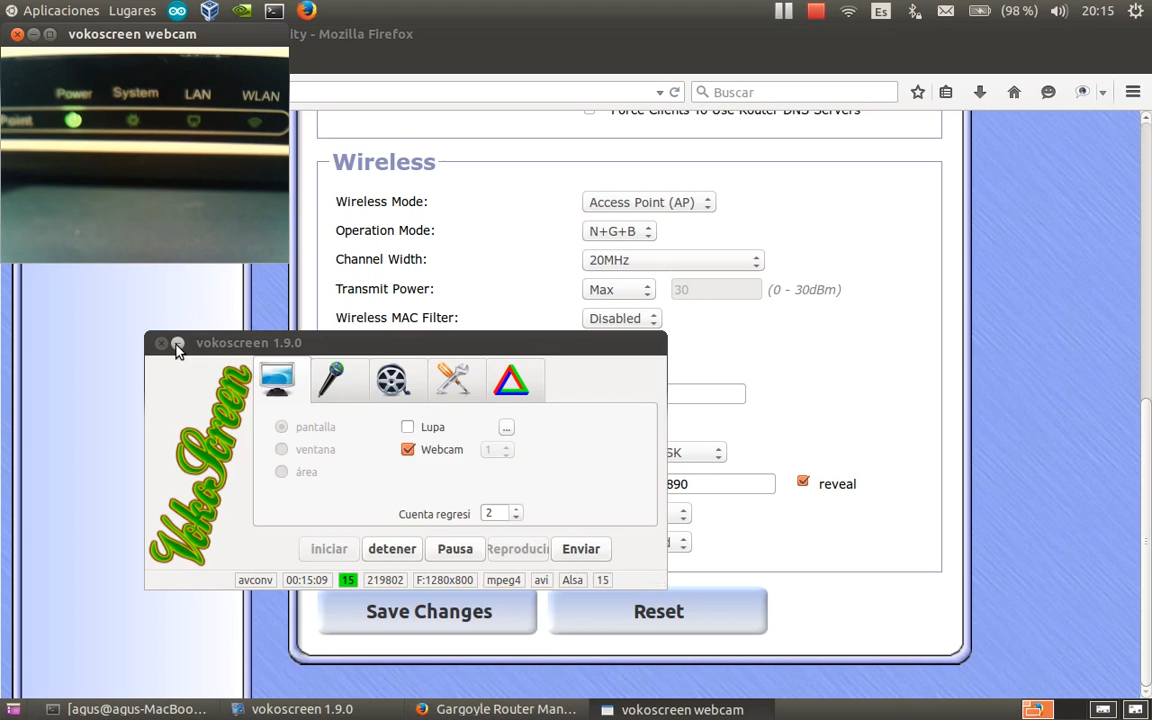 Aplicaciones Lugares Es (98 %) 20:15
vokoscreen webcam
ity - Mozilla Firefox
Power System LAN WLAN
Point
Buscar
Force Clients To Use Router DNS Servers
Wireless
Wireless Mode: Access Point (AP)
Operation Mode: N+G+B
Channel Width: 20MHz
Transmit Power: Max 30 (0 - 30dBm)
Wireless MAC Filter: Disabled
vokoscreen 1.9.0
VokoScreen
pantalla Lupa ...
ventana Webcam 1
área
SK
890 reveal
d
Cuenta regresi 2
iniciar detener Pausa Reproduci Enviar
avconv 00:15:09 15 219802 F:1280x800 mpeg4 avi Alsa 15
Save Changes Reset
[agus@agus-MacBoo... vokoscreen 1.9.0 Gargoyle Router Man... vokoscreen webcam